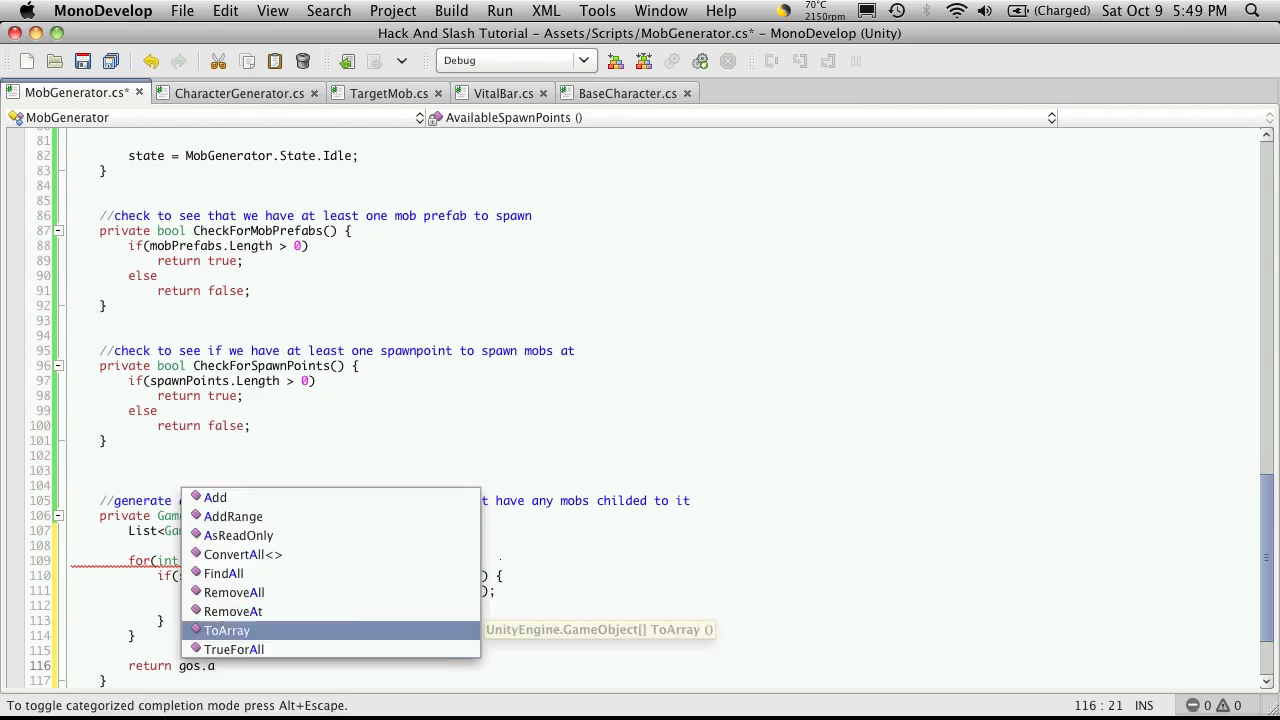 MonoDevelop File Edit View Search Project Build Run XML Tools Window Help 70°C 2150rpm (Charged) Sat Oct 9 5:49 PM
Hack And Slash Tutorial - Assets/Scripts/MobGenerator.cs* - MonoDevelop (Unity)
Debug
MobGenerator.cs* CharacterGenerator.cs TargetMob.cs VitalBar.cs BaseCharacter.cs
MobGenerator AvailableSpawnPoints ()
81
82 state = MobGenerator.State.Idle;
83 }
84
85
86 //check to see that we have at least one mob prefab to spawn
87 private bool CheckForMobPrefabs() {
88 if(mobPrefabs.Length > 0)
89 return true;
90 else
91 return false;
92 }
93
94
95 //check to see if we have at least one spawnpoint to spawn mobs at
96 private bool CheckForSpawnPoints() {
97 if(spawnPoints.Length > 0)
98 return true;
99 else
100 return false;
101 }
102
103
104
105 //generate t have any mobs childed to it
106 private Gam
107 List<Ga
108
109 for(int
110 if( ) {
111 );
112
113 }
114 }
115
116 return gos.a
117 }
Add
AddRange
AsReadOnly
ConvertAll<>
FindAll
RemoveAll
RemoveAt
ToArray
TrueForAll
UnityEngine.GameObject[] ToArray ()
To toggle categorized completion mode press Alt+Escape. 116 : 21 INS 0 0